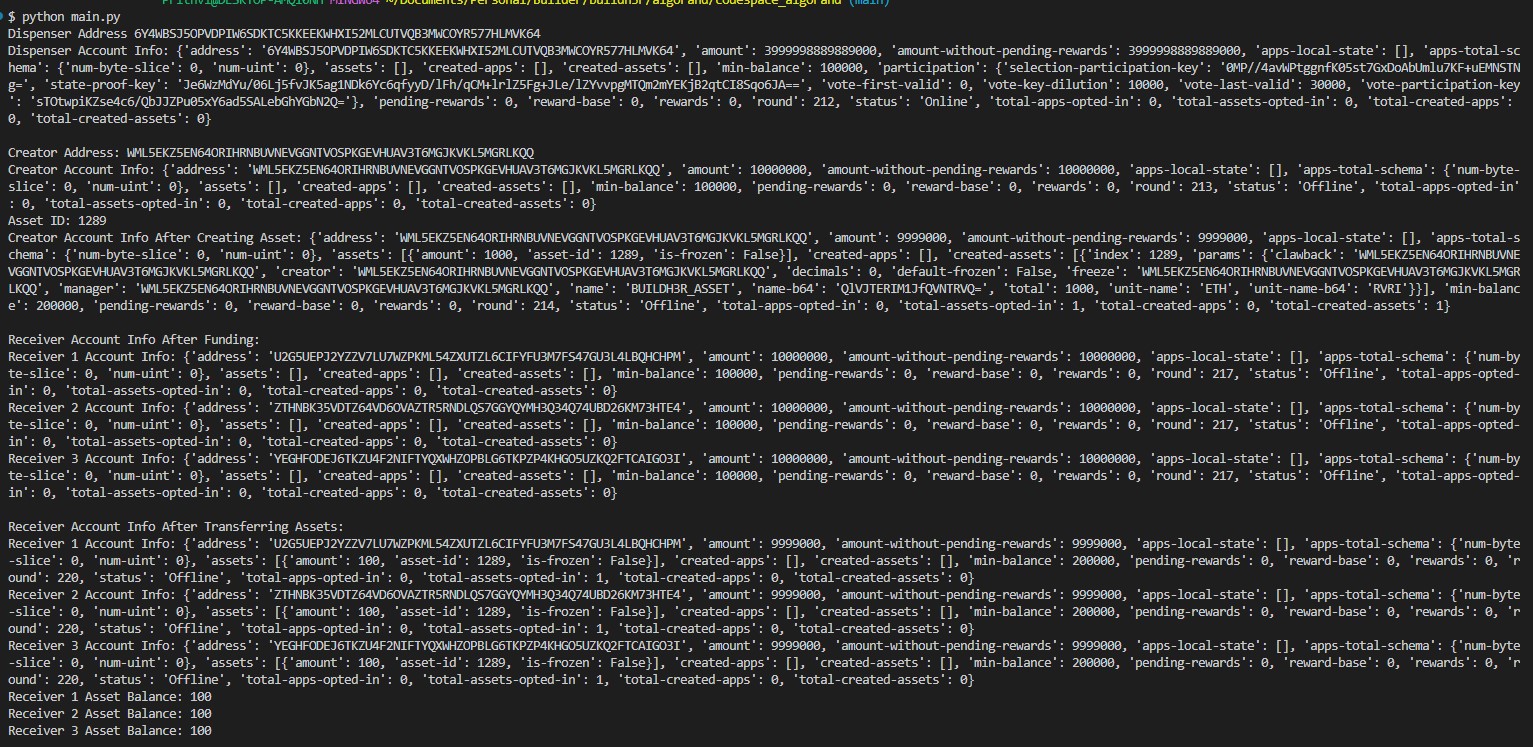 Prithvi@DESKTOP-AMQI0NH MINGW64 ~/Documents/Personal/Builder/buildh3r/algorand/codespace_algorand (main)
$ python main.py
Dispenser Address 6Y4WBSJ5OPVDPIW6SDKTC5KKEEKWHXI52MLCUTVQB3MWCOYR577HLMVK64
Dispenser Account Info: {'address': '6Y4WBSJ5OPVDPIW6SDKTC5KKEEKWHXI52MLCUTVQB3MWCOYR577HLMVK64', 'amount': 3999998889889000, 'amount-without-pending-rewards': 3999998889889000, 'apps-local-state': [], 'apps-total-sc
hema': {'num-byte-slice': 0, 'num-uint': 0}, 'assets': [], 'created-apps': [], 'created-assets': [], 'min-balance': 100000, 'participation': {'selection-participation-key': '0MP//4avWPtggnfK05st7GxDoAbUmlu7KF+uEMNSTN
g=', 'state-proof-key': 'Je6WzMdYu/06Lj5fvJK5ag1NDk6Yc6qfyyD/lFh/qCM+lrlZ5Fg+JLe/lZYvvpgMTQm2mYEKjB2qtCI8Sqo6JA==', 'vote-first-valid': 0, 'vote-key-dilution': 10000, 'vote-last-valid': 30000, 'vote-participation-key
': 'sTOtwpiKZse4c6/QbJJZPu05xY6ad5SALebGhYGbN2Q='}, 'pending-rewards': 0, 'reward-base': 0, 'rewards': 0, 'round': 212, 'status': 'Online', 'total-apps-opted-in': 0, 'total-assets-opted-in': 0, 'total-created-apps':
0, 'total-created-assets': 0}
Creator Address: WML5EKZ5EN64ORIHRNBUVNEVGGNTVOSPKGEVHUAV3T6MGJKVKL5MGRLKQQ
Creator Account Info: {'address': 'WML5EKZ5EN64ORIHRNBUVNEVGGNTVOSPKGEVHUAV3T6MGJKVKL5MGRLKQQ', 'amount': 10000000, 'amount-without-pending-rewards': 10000000, 'apps-local-state': [], 'apps-total-schema': {'num-byte-
slice': 0, 'num-uint': 0}, 'assets': [], 'created-apps': [], 'created-assets': [], 'min-balance': 100000, 'pending-rewards': 0, 'reward-base': 0, 'rewards': 0, 'round': 213, 'status': 'Offline', 'total-apps-opted-in'
: 0, 'total-assets-opted-in': 0, 'total-created-apps': 0, 'total-created-assets': 0}
Asset ID: 1289
Creator Account Info After Creating Asset: {'address': 'WML5EKZ5EN64ORIHRNBUVNEVGGNTVOSPKGEVHUAV3T6MGJKVKL5MGRLKQQ', 'amount': 9999000, 'amount-without-pending-rewards': 9999000, 'apps-local-state': [], 'apps-total-s
chema': {'num-byte-slice': 0, 'num-uint': 0}, 'assets': [{'amount': 1000, 'asset-id': 1289, 'is-frozen': False}], 'created-apps': [], 'created-assets': [{'index': 1289, 'params': {'clawback': 'WML5EKZ5EN64ORIHRNBUVNE
VGGNTVOSPKGEVHUAV3T6MGJKVKL5MGRLKQQ', 'creator': 'WML5EKZ5EN64ORIHRNBUVNEVGGNTVOSPKGEVHUAV3T6MGJKVKL5MGRLKQQ', 'decimals': 0, 'default-frozen': False, 'freeze': 'WML5EKZ5EN64ORIHRNBUVNEVGGNTVOSPKGEVHUAV3T6MGJKVKL5MGR
LKQQ', 'manager': 'WML5EKZ5EN64ORIHRNBUVNEVGGNTVOSPKGEVHUAV3T6MGJKVKL5MGRLKQQ', 'name': 'BUILDH3R_ASSET', 'name-b64': 'QlVJTERIM1JfQVNTRVQ=', 'total': 1000, 'unit-name': 'ETH', 'unit-name-b64': 'RVRI'}}], 'min-balanc
e': 200000, 'pending-rewards': 0, 'reward-base': 0, 'rewards': 0, 'round': 214, 'status': 'Offline', 'total-apps-opted-in': 0, 'total-assets-opted-in': 1, 'total-created-apps': 0, 'total-created-assets': 1}
Receiver Account Info After Funding:
Receiver 1 Account Info: {'address': 'U2G5UEPJ2YZZV7LU7WZPKML54ZXUTZL6CIFYFU3M7FS47GU3L4LBQHCHPM', 'amount': 10000000, 'amount-without-pending-rewards': 10000000, 'apps-local-state': [], 'apps-total-schema': {'num-by
te-slice': 0, 'num-uint': 0}, 'assets': [], 'created-apps': [], 'created-assets': [], 'min-balance': 100000, 'pending-rewards': 0, 'reward-base': 0, 'rewards': 0, 'round': 217, 'status': 'Offline', 'total-apps-opted-
in': 0, 'total-assets-opted-in': 0, 'total-created-apps': 0, 'total-created-assets': 0}
Receiver 2 Account Info: {'address': 'ZTHNBK35VDTZ64VD6OVAZTR5RNDLQS7GGYQYMH3Q34Q74UBD26KM73HTE4', 'amount': 10000000, 'amount-without-pending-rewards': 10000000, 'apps-local-state': [], 'apps-total-schema': {'num-by
te-slice': 0, 'num-uint': 0}, 'assets': [], 'created-apps': [], 'created-assets': [], 'min-balance': 100000, 'pending-rewards': 0, 'reward-base': 0, 'rewards': 0, 'round': 217, 'status': 'Offline', 'total-apps-opted-
in': 0, 'total-assets-opted-in': 0, 'total-created-apps': 0, 'total-created-assets': 0}
Receiver 3 Account Info: {'address': 'YEGHFODEJ6TKZU4F2NIFTYQXWHZOPBLG6TKPZP4KHGO5UZKQ2FTCAIGO3I', 'amount': 10000000, 'amount-without-pending-rewards': 10000000, 'apps-local-state': [], 'apps-total-schema': {'num-by
te-slice': 0, 'num-uint': 0}, 'assets': [], 'created-apps': [], 'created-assets': [], 'min-balance': 100000, 'pending-rewards': 0, 'reward-base': 0, 'rewards': 0, 'round': 217, 'status': 'Offline', 'total-apps-opted-
in': 0, 'total-assets-opted-in': 0, 'total-created-apps': 0, 'total-created-assets': 0}
Receiver Account Info After Transferring Assets:
Receiver 1 Account Info: {'address': 'U2G5UEPJ2YZZV7LU7WZPKML54ZXUTZL6CIFYFU3M7FS47GU3L4LBQHCHPM', 'amount': 9999000, 'amount-without-pending-rewards': 9999000, 'apps-local-state': [], 'apps-total-schema': {'num-byte
-slice': 0, 'num-uint': 0}, 'assets': [{'amount': 100, 'asset-id': 1289, 'is-frozen': False}], 'created-apps': [], 'created-assets': [], 'min-balance': 200000, 'pending-rewards': 0, 'reward-base': 0, 'rewards': 0, 'r
ound': 220, 'status': 'Offline', 'total-apps-opted-in': 0, 'total-assets-opted-in': 1, 'total-created-apps': 0, 'total-created-assets': 0}
Receiver 2 Account Info: {'address': 'ZTHNBK35VDTZ64VD6OVAZTR5RNDLQS7GGYQYMH3Q34Q74UBD26KM73HTE4', 'amount': 9999000, 'amount-without-pending-rewards': 9999000, 'apps-local-state': [], 'apps-total-schema': {'num-byte
-slice': 0, 'num-uint': 0}, 'assets': [{'amount': 100, 'asset-id': 1289, 'is-frozen': False}], 'created-apps': [], 'created-assets': [], 'min-balance': 200000, 'pending-rewards': 0, 'reward-base': 0, 'rewards': 0, 'r
ound': 220, 'status': 'Offline', 'total-apps-opted-in': 0, 'total-assets-opted-in': 1, 'total-created-apps': 0, 'total-created-assets': 0}
Receiver 3 Account Info: {'address': 'YEGHFODEJ6TKZU4F2NIFTYQXWHZOPBLG6TKPZP4KHGO5UZKQ2FTCAIGO3I', 'amount': 9999000, 'amount-without-pending-rewards': 9999000, 'apps-local-state': [], 'apps-total-schema': {'num-byte
-slice': 0, 'num-uint': 0}, 'assets': [{'amount': 100, 'asset-id': 1289, 'is-frozen': False}], 'created-apps': [], 'created-assets': [], 'min-balance': 200000, 'pending-rewards': 0, 'reward-base': 0, 'rewards': 0, 'r
ound': 220, 'status': 'Offline', 'total-apps-opted-in': 0, 'total-assets-opted-in': 1, 'total-created-apps': 0, 'total-created-assets': 0}
Receiver 1 Asset Balance: 100
Receiver 2 Asset Balance: 100
Receiver 3 Asset Balance: 100